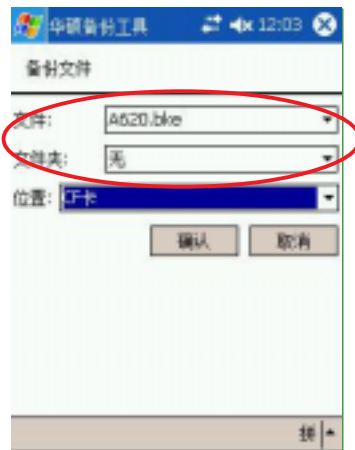 华硕备份工具 12:03
备份文件
文件: A620.bke
文件夹: 无
位置: CF卡
确认 取消
拼